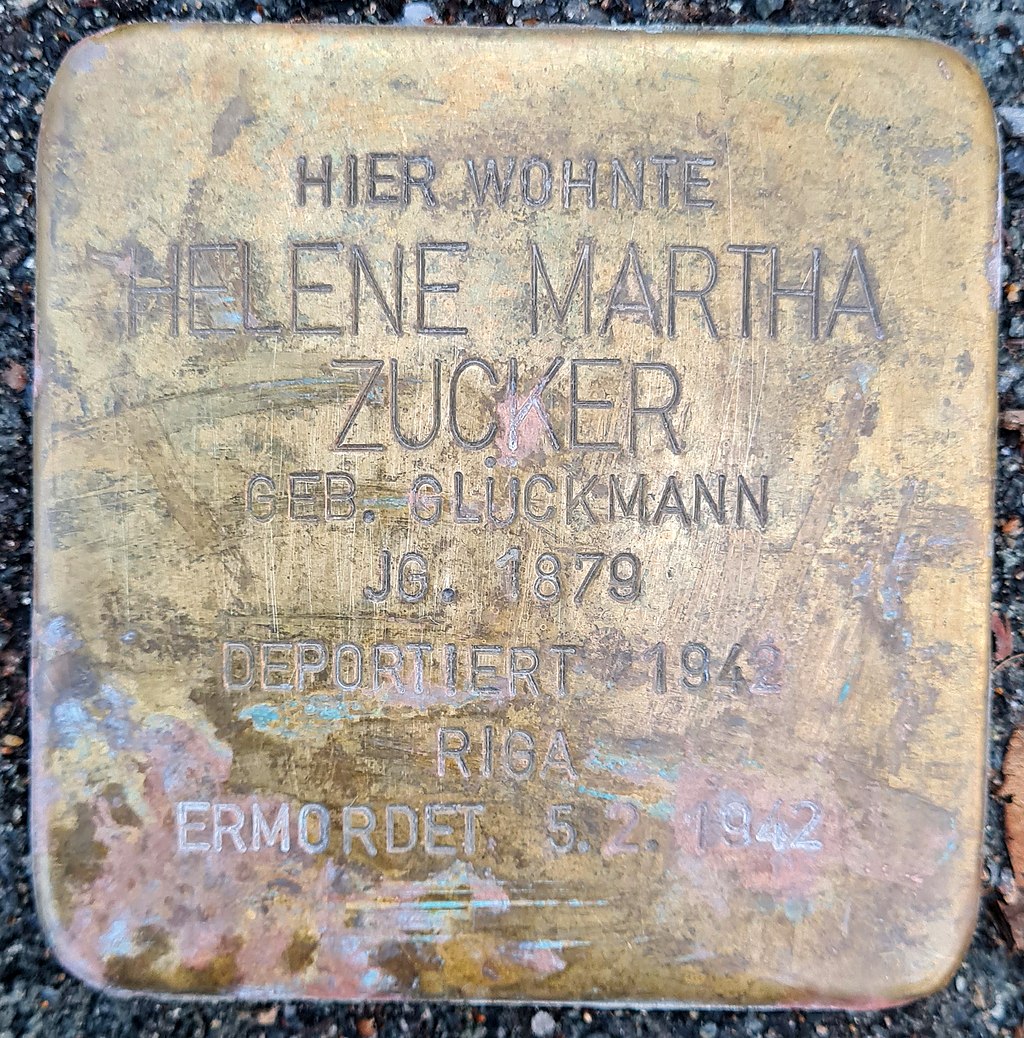 HIER WOHNTE
HELENE MARTHA
ZUCKER
GEB. GLÜCKMANN
JG. 1879
DEPORTIERT 1942
RIGA
ERMORDET 5.2.1942